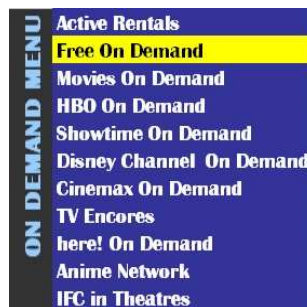 ON DEMAND MENU
Active Rentals
Free On Demand
Movies On Demand
HBO On Demand
Showtime On Demand
Disney Channel On Demand
Cinemax On Demand
TV Encores
here! On Demand
Anime Network
IFC in Theatres